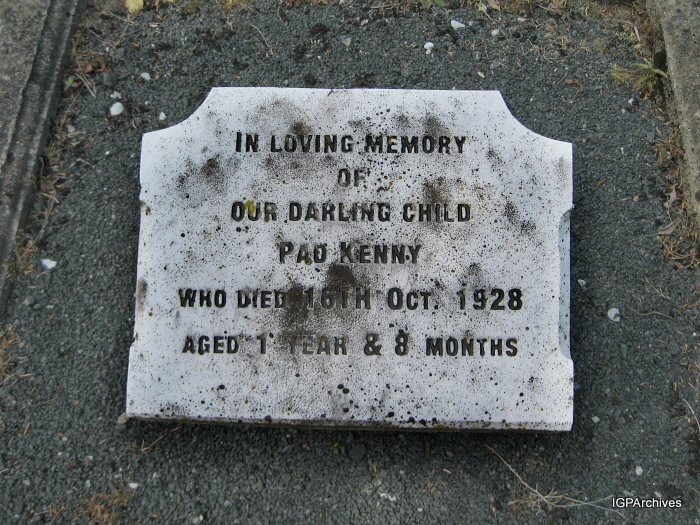 IN LOVING MEMORY
OF
OUR DARLING CHILD
PAD KENNY
WHO DIED 16TH OCT. 1928
AGED 1 YEAR & 8 MONTHS
IGPArchives